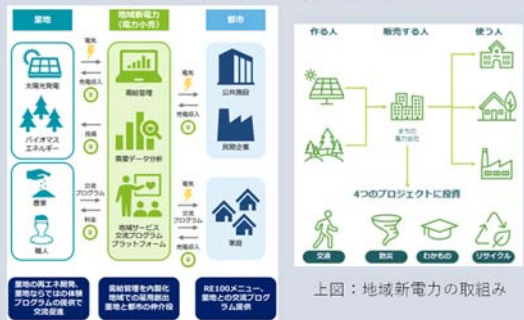 里地
地域新電力
(電力小売)
都市
電気
売電収入
太陽光発電
投資
バイオマス
エネルギー
需給管理
需要データ分析
電気
売電収入
公共施設
民間企業
農家
職人
交流
プログラム
料金
地域サービス
交流プログラム
プラットフォーム
電気
交流
プログラム
売電収入
家庭
里地の再エネ開発、
里地ならではの体験
プログラムの提供で
交流促進
需給管理を内製化
地域での雇用創出
里地と都市の仲介役
RE100メニュー、
里地との交流プログ
ラム提供
作る人
販売する人
使う人
まちの
電力会社
4つのプロジェクトに投資
交通
防災
わかもの
リサイクル
上図：地域新電力の取組み